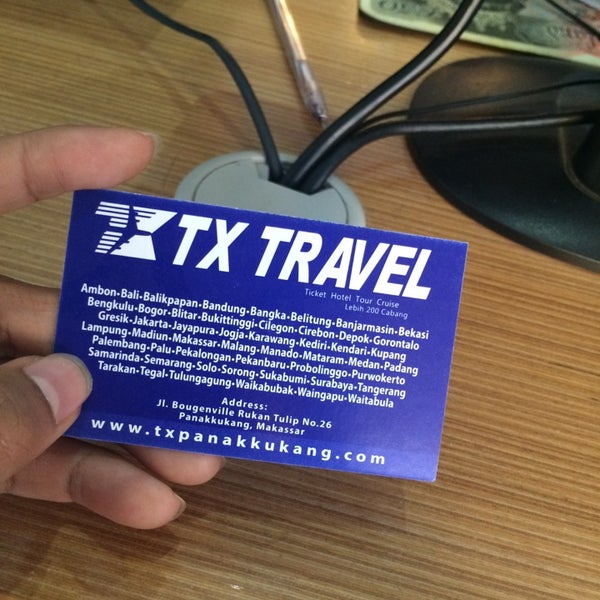 TX TRAVEL
Ticket Hotel Tour Cruise
Lebih 200 Cabang
Ambon•Bali•Balikpapan•Bandung•Bangka•Belitung•Banjarmasin•Bekasi
Bengkulu•Bogor•Blitar•Bukittinggi•Cilegon•Cirebon•Depok•Gorontalo
Gresik•Jakarta•Jayapura•Jogja•Karawang•Kediri•Kendari•Kupang
Lampung•Madiun•Makassar•Malang•Manado•Mataram•Medan•Padang
Palembang•Palu•Pekalongan•Pekanbaru•Probolinggo•Purwokerto
Samarinda•Semarang•Solo•Sorong•Sukabumi•Surabaya•Tangerang
Tarakan•Tegal•Tulungagung•Waikabubak•Waingapu•Waitabula
Address:
Jl. Bougenville Rukan Tulip No.26
Panakkukang, Makassar
www.txpanakkukang.com